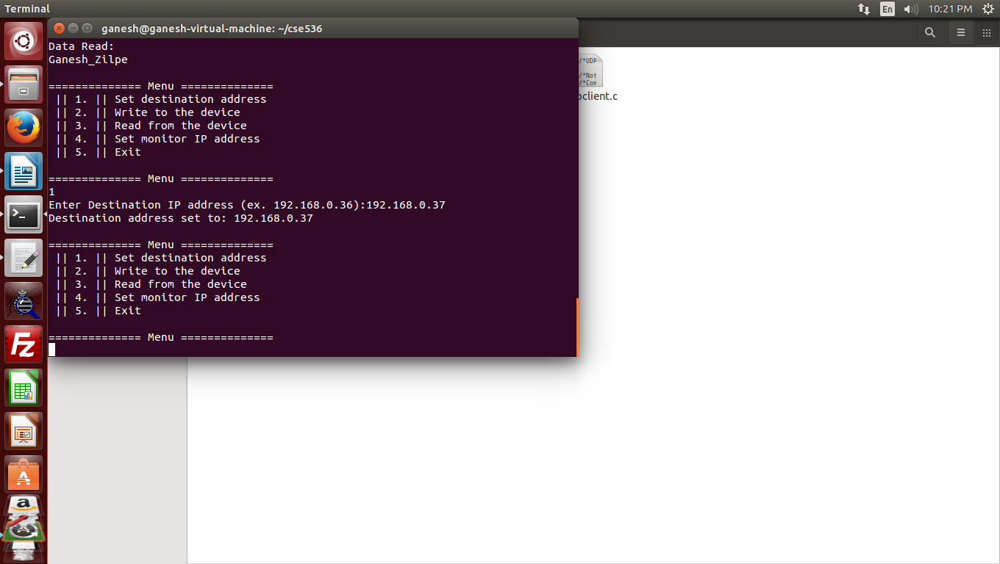 Terminal
En
10:21 PM
ganesh@ganesh-virtual-machine: ~/cse536
Data Read:
Ganesh_Zilpe
============== Menu ==============
|| 1. || Set destination address
|| 2. || Write to the device
|| 3. || Read from the device
|| 4. || Set monitor IP address
|| 5. || Exit
============== Menu ==============
1
Enter Destination IP address (ex. 192.168.0.36):192.168.0.37
Destination address set to: 192.168.0.37
============== Menu ==============
|| 1. || Set destination address
|| 2. || Write to the device
|| 3. || Read from the device
|| 4. || Set monitor IP address
|| 5. || Exit
============== Menu ==============
/*UDP
/*Not
/*Com
pclient.c
>_
Fz
A
a
A